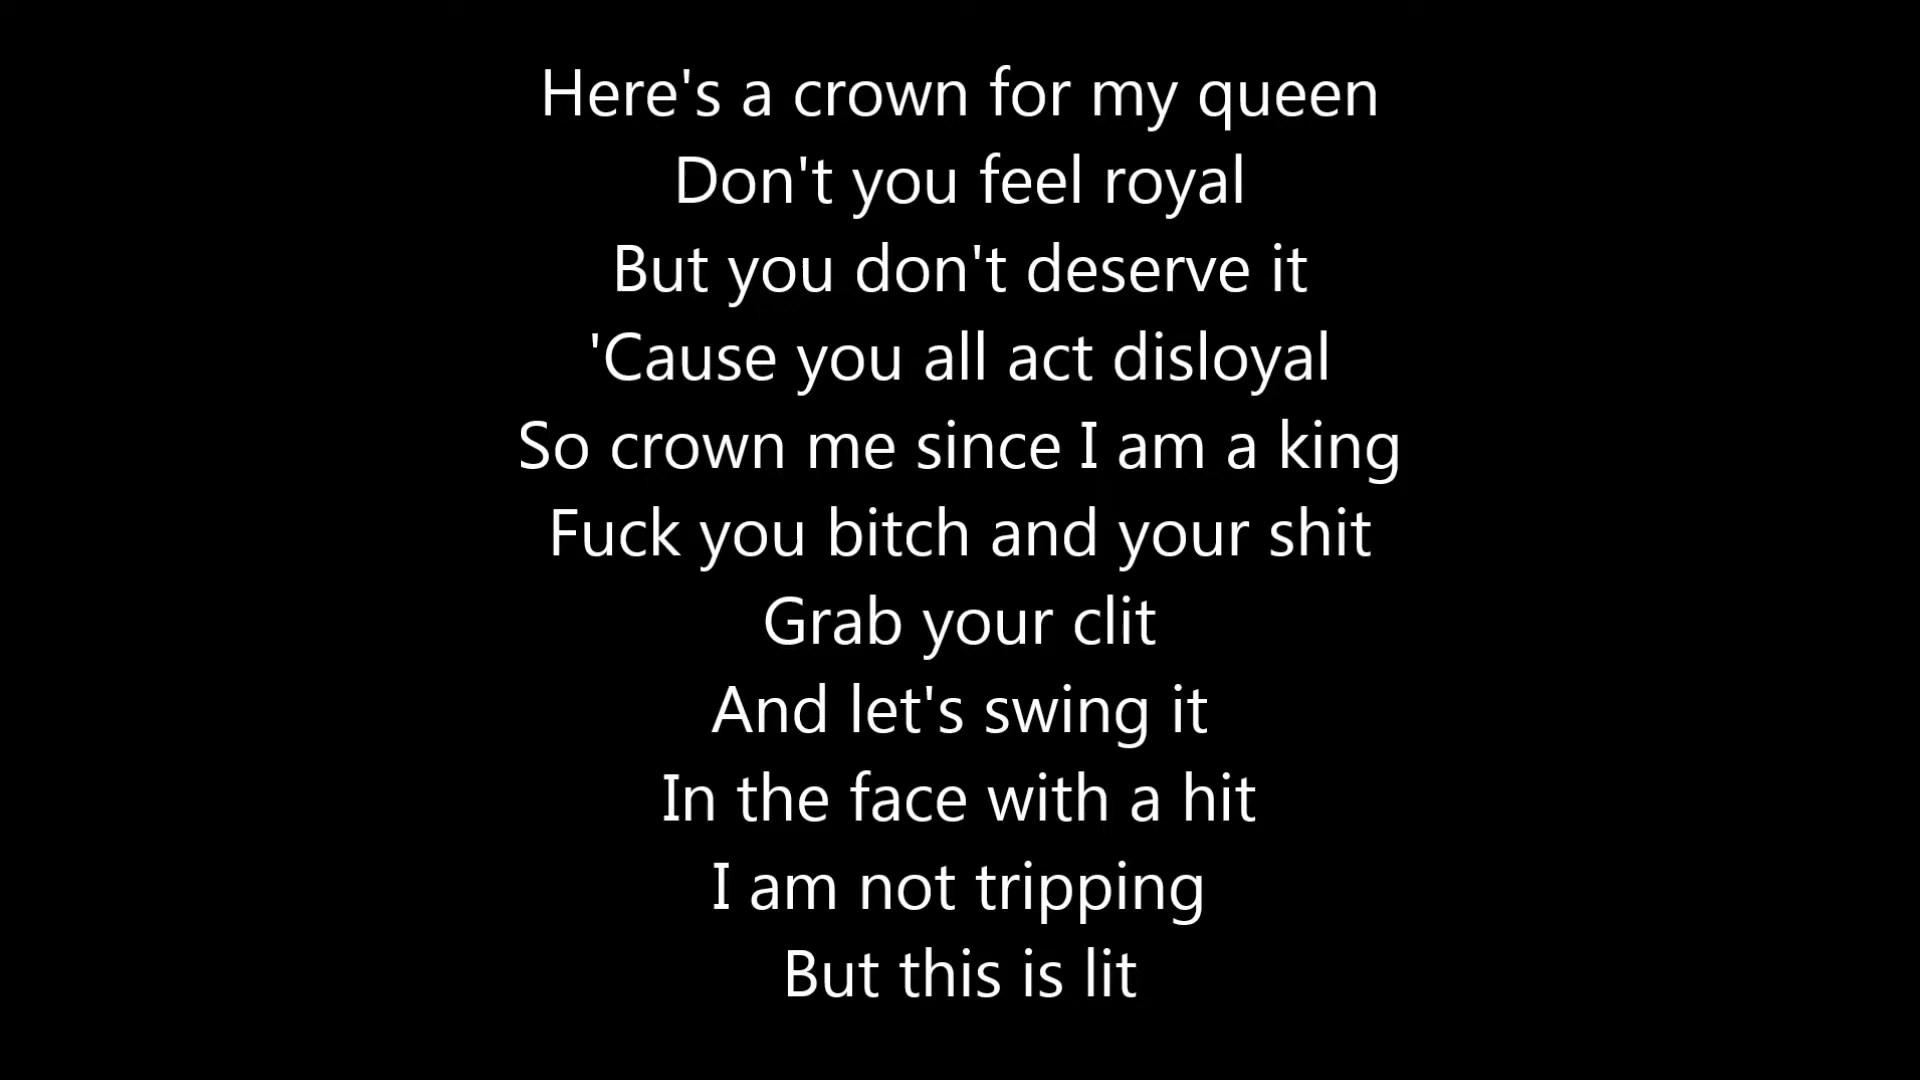 Here's a crown for my queen
Don't you feel royal
But you don't deserve it
'Cause you all act disloyal
So crown me since I am a king
Fuck you bitch and your shit
Grab your clit
And let's swing it
In the face with a hit
I am not tripping
But this is lit